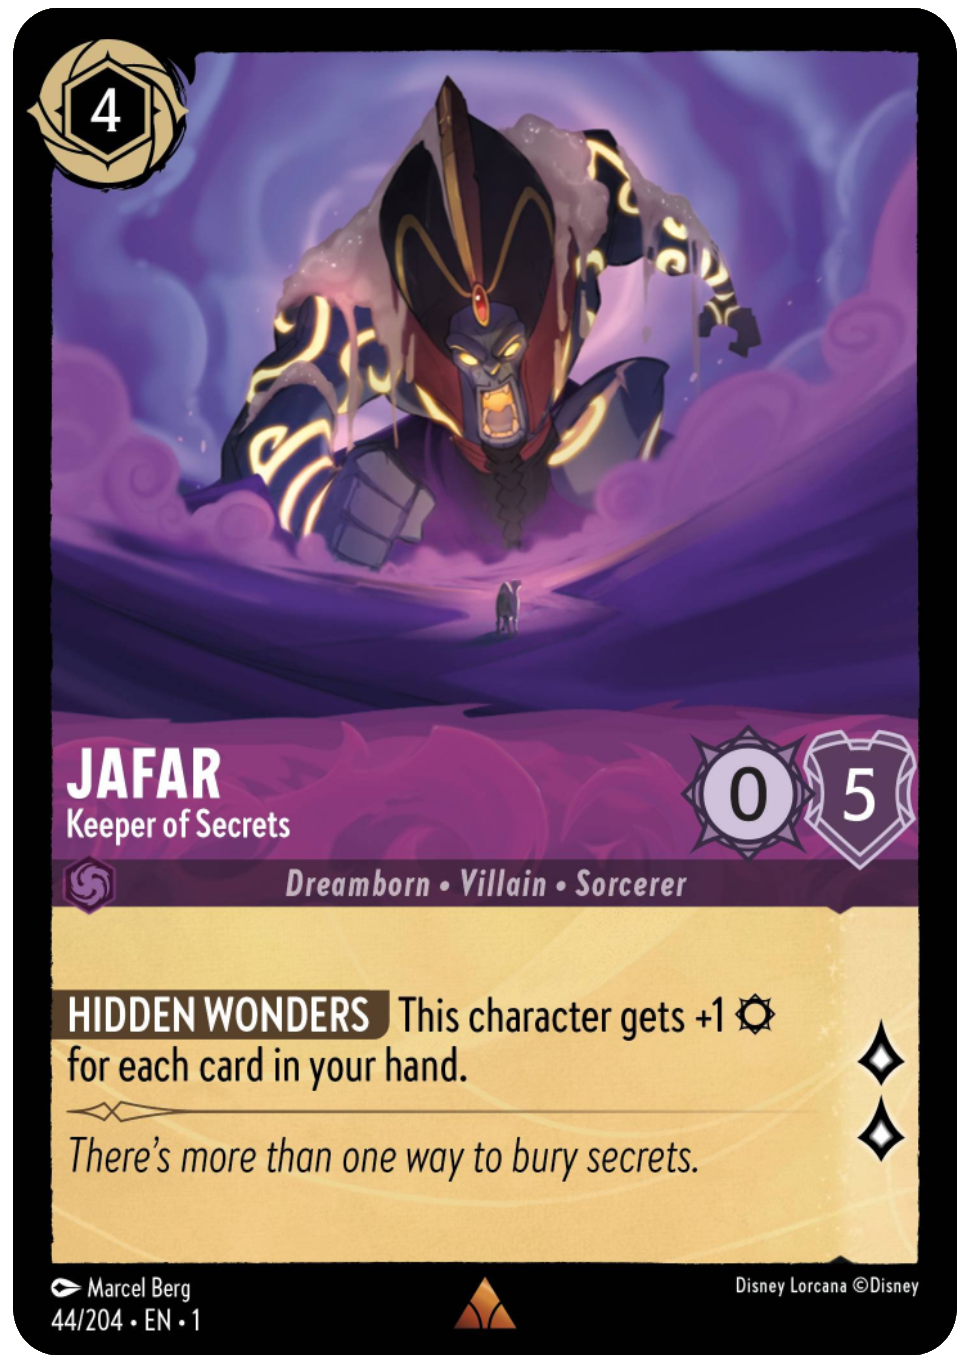 4
JAFAR
Keeper of Secrets
0
5
Dreamborn • Villain • Sorcerer
HIDDEN WONDERS This character gets +1
for each card in your hand.
There's more than one way to bury secrets.
Marcel Berg
Disney Lorcana ©Disney
44/204 • EN • 1